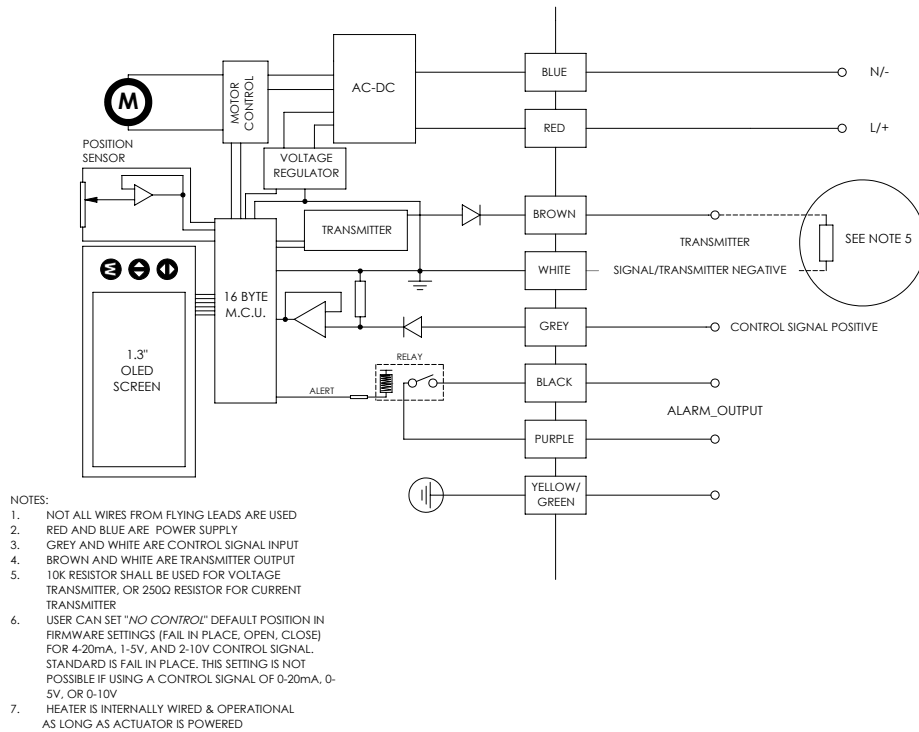 M
MOTOR
CONTROL
AC-DC
BLUE
N/-
RED
L/+
POSITION
SENSOR
VOLTAGE
REGULATOR
BROWN
TRANSMITTER
TRANSMITTER
SEE NOTE 5
WHITE
SIGNAL/TRANSMITTER NEGATIVE
M
16 BYTE
M.C.U.
GREY
CONTROL SIGNAL POSITIVE
1.3"
OLED
SCREEN
RELAY
ALERT
BLACK
ALARM_OUTPUT
PURPLE
YELLOW/
GREEN
NOTES:
1. NOT ALL WIRES FROM FLYING LEADS ARE USED
2. RED AND BLUE ARE POWER SUPPLY
3. GREY AND WHITE ARE CONTROL SIGNAL INPUT
4. BROWN AND WHITE ARE TRANSMITTER OUTPUT
5. 10K RESISTOR SHALL BE USED FOR VOLTAGE
TRANSMITTER, OR 250Ω RESISTOR FOR CURRENT
TRANSMITTER
6. USER CAN SET "NO CONTROL" DEFAULT POSITION IN
FIRMWARE SETTINGS (FAIL IN PLACE, OPEN, CLOSE)
FOR 4-20mA, 1-5V, AND 2-10V CONTROL SIGNAL.
STANDARD IS FAIL IN PLACE. THIS SETTING IS NOT
POSSIBLE IF USING A CONTROL SIGNAL OF 0-20mA, 0-
5V, OR 0-10V
7. HEATER IS INTERNALLY WIRED & OPERATIONAL
AS LONG AS ACTUATOR IS POWERED